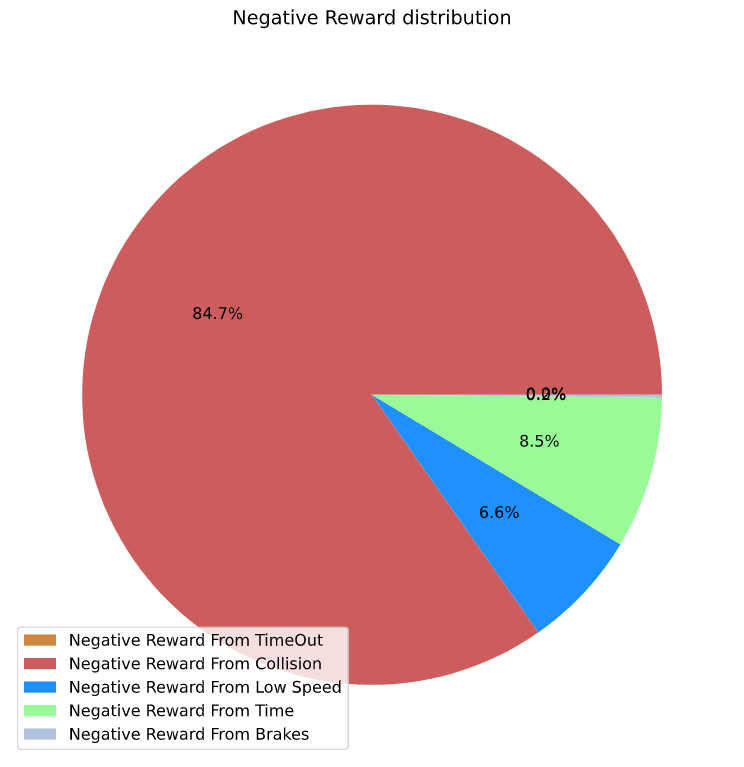 Negative Reward distribution
84.7%
8.5%
6.6%
Negative Reward From TimeOut
Negative Reward From Collision
Negative Reward From Low Speed
Negative Reward From Time
Negative Reward From Brakes